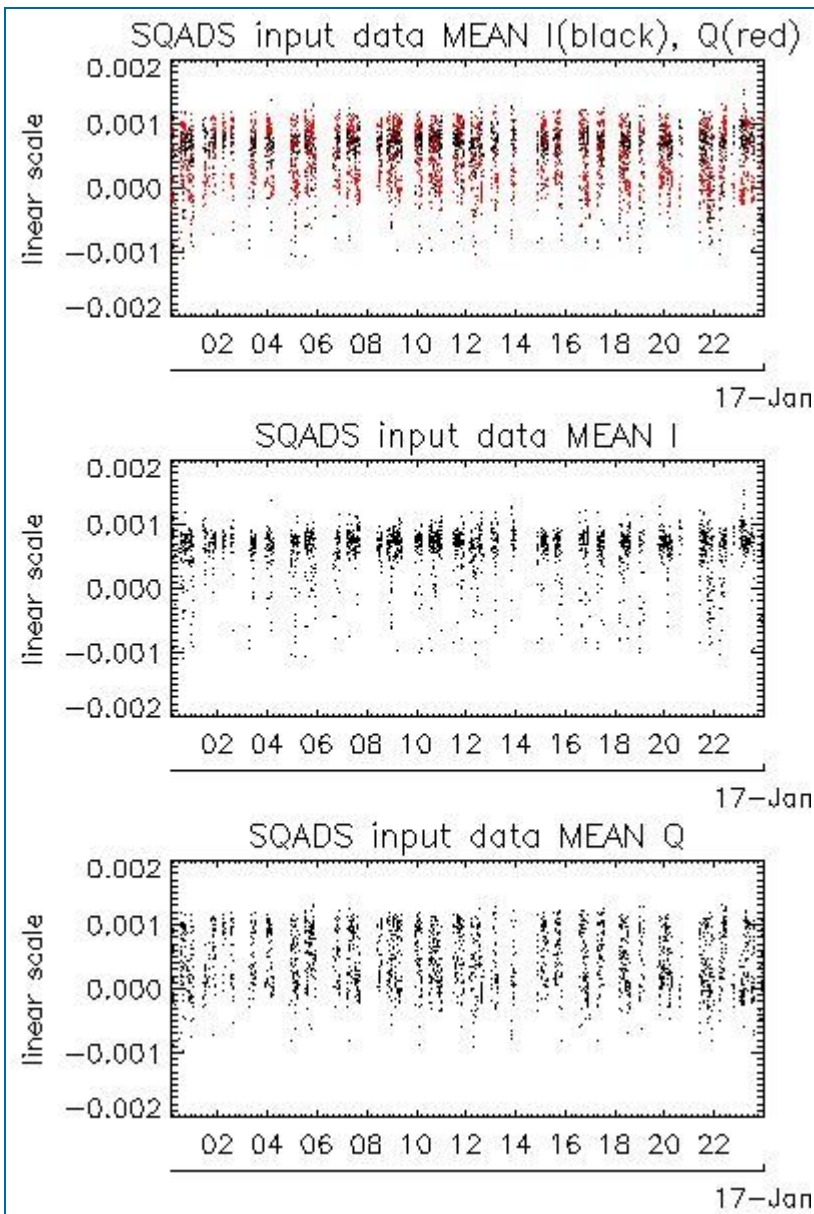 SQADS input data MEAN I(black), Q(red)
0.002
0.001
0.000
-0.001
-0.002
linear scale
02 04 06 08 10 12 14 16 18 20 22
17-Jan
SQADS input data MEAN I
0.002
0.001
0.000
-0.001
-0.002
linear scale
02 04 06 08 10 12 14 16 18 20 22
17-Jan
SQADS input data MEAN Q
0.002
0.001
0.000
-0.001
-0.002
linear scale
02 04 06 08 10 12 14 16 18 20 22
17-Jan